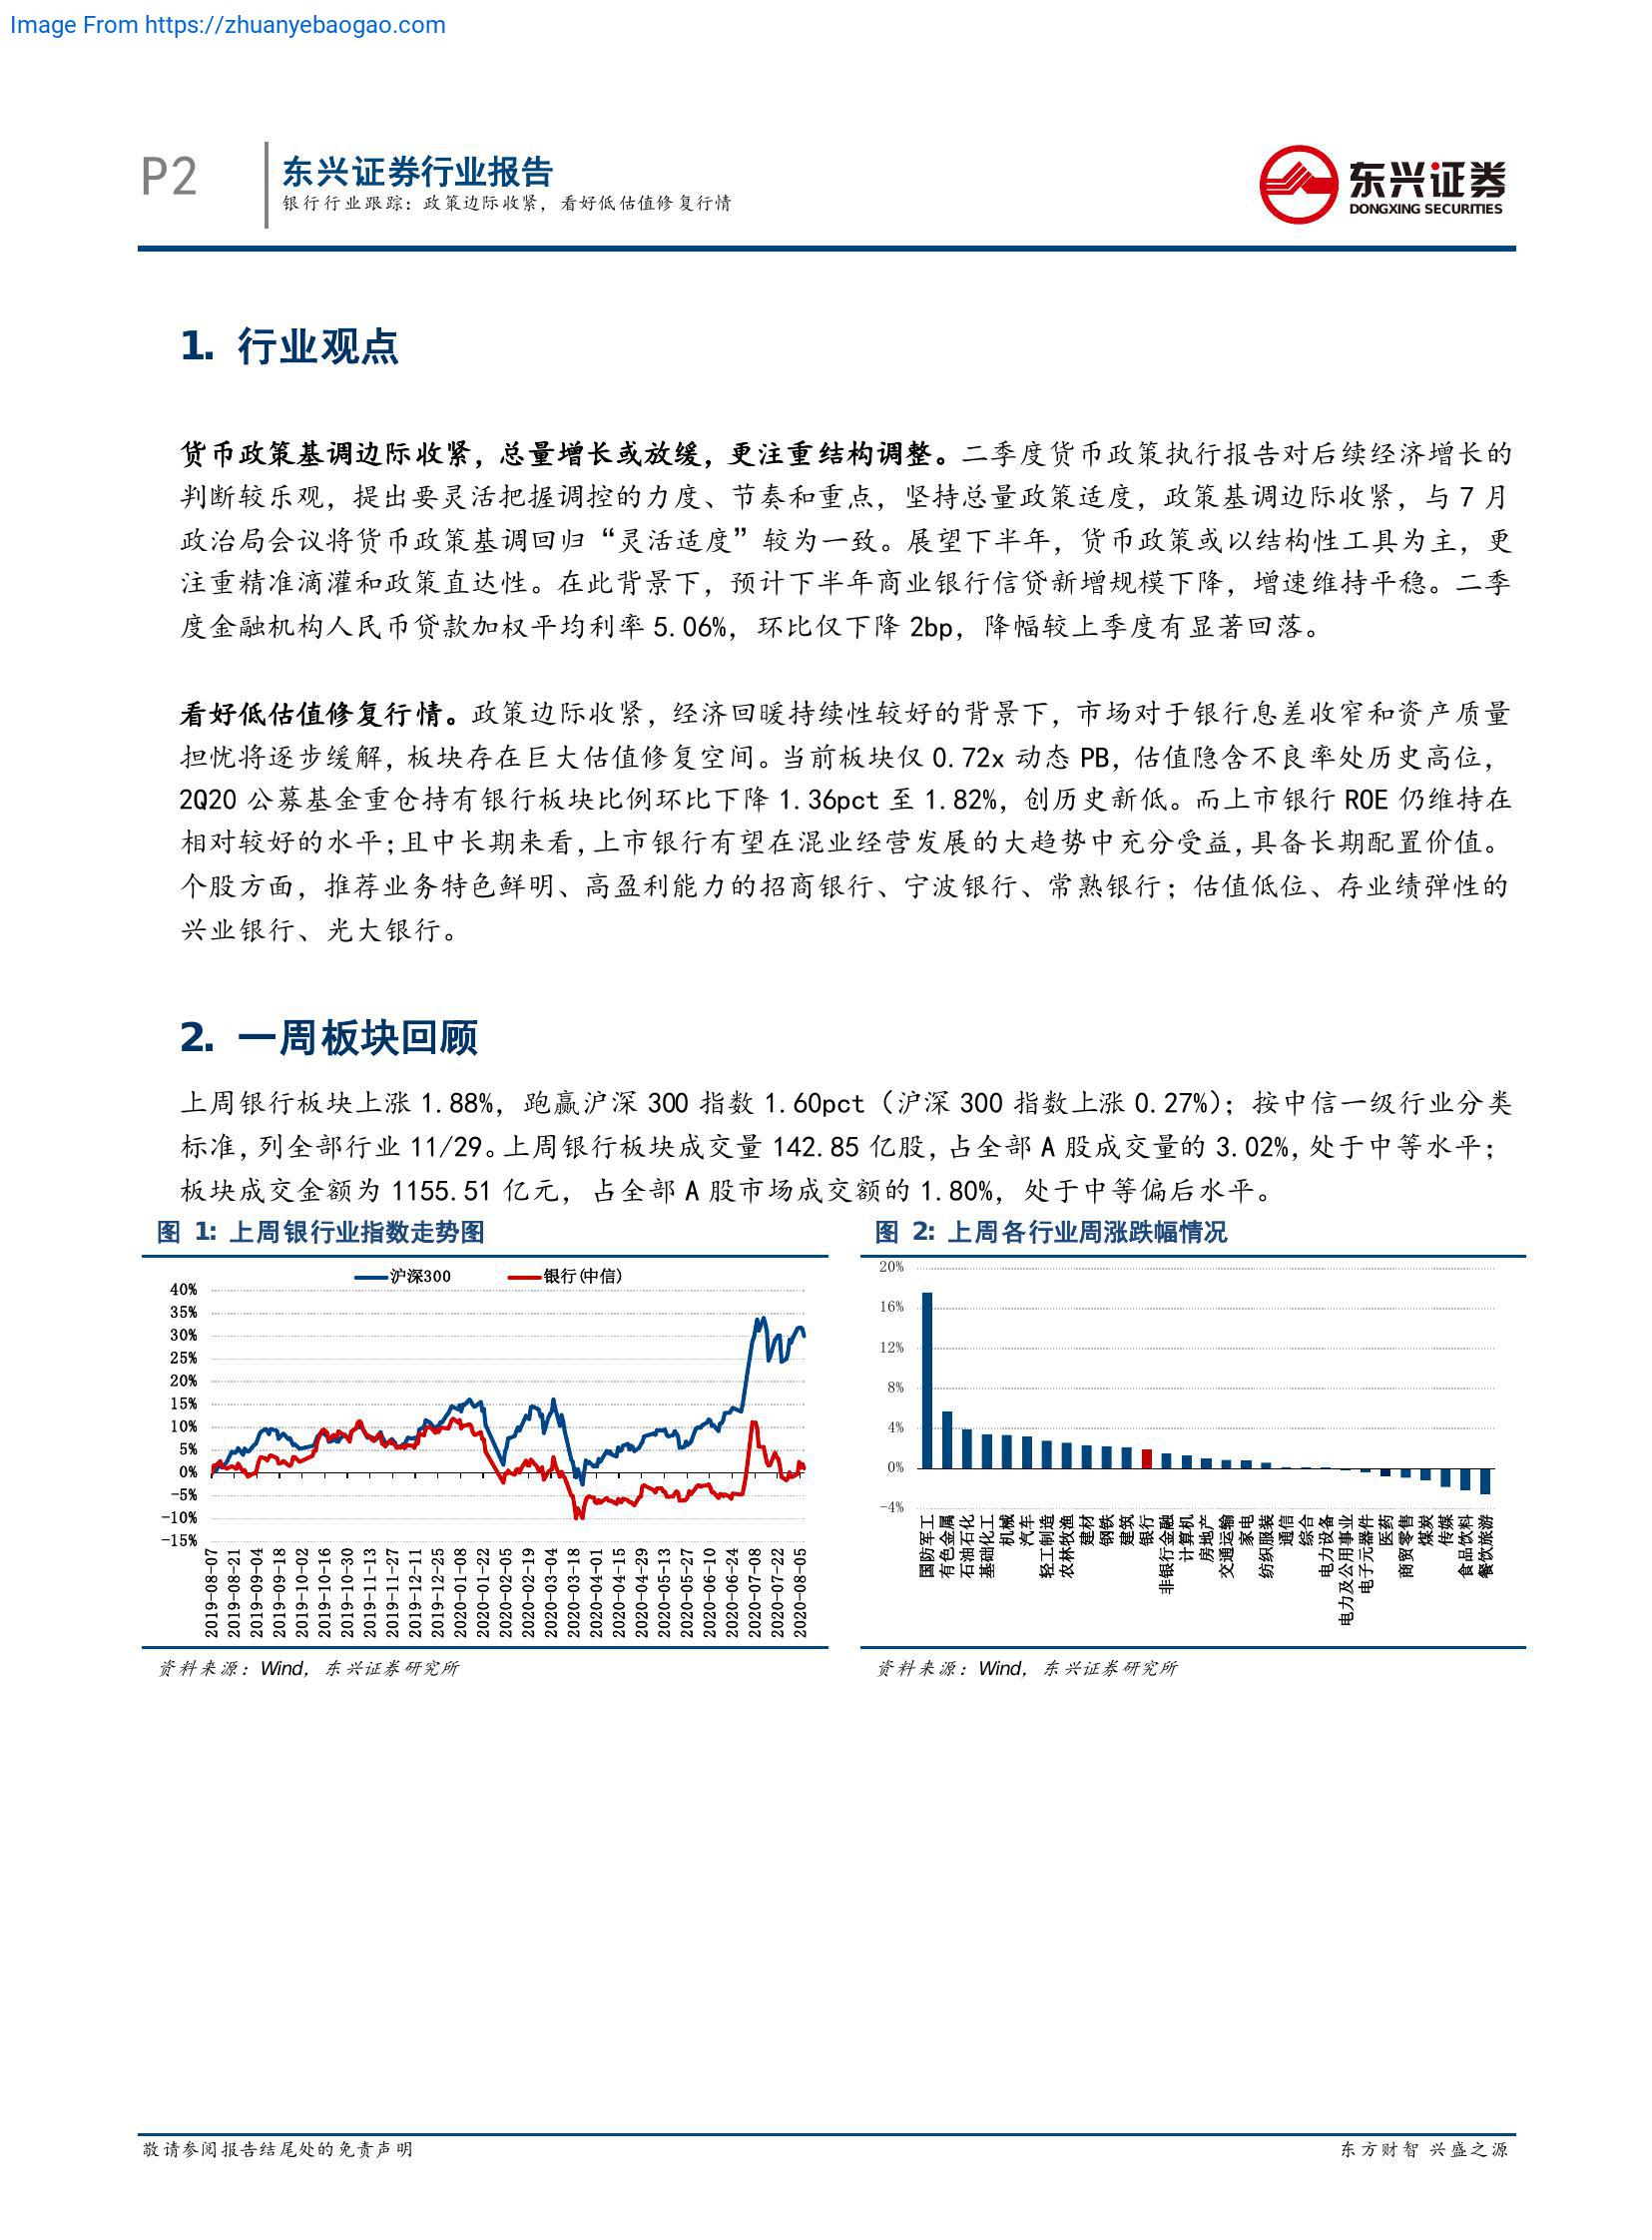 Image From https://zhuanyebaogao.com
P2
东兴证券行业报告
银行行业跟踪：政策边际收紧，看好低估值修复行情
东兴证券
DONGXING SECURITIES
1. 行业观点
货币政策基调边际收紧，总量增长或放缓，更注重结构调整。二季度货币政策执行报告对后续经济增长的
判断较乐观，提出要灵活把握调控的力度、节奏和重点，坚持总量政策适度，政策基调边际收紧，与 7 月
政治局会议将货币政策基调回归“灵活适度”较为一致。展望下半年，货币政策或以结构性工具为主，更
注重精准滴灌和政策直达性。在此背景下，预计下半年商业银行信贷新增规模下降，增速维持平稳。二季
度金融机构人民币贷款加权平均利率 5.06%，环比仅下降 2bp，降幅较上季度有显著回落。
看好低估值修复行情。政策边际收紧，经济回暖持续性较好的背景下，市场对于银行息差收窄和资产质量
担忧将逐步缓解，板块存在巨大估值修复空间。当前板块仅 0.72x 动态 PB，估值隐含不良率处历史高位，
2Q20 公募基金重仓持有银行板块比例环比下降 1.36pct 至 1.82%，创历史新低。而上市银行 ROE 仍维持在
相对较好的水平；且中长期来看，上市银行有望在混业经营发展的大趋势中充分受益，具备长期配置价值。
个股方面，推荐业务特色鲜明、高盈利能力的招商银行、宁波银行、常熟银行；估值低位、存业绩弹性的
兴业银行、光大银行。
2. 一周板块回顾
上周银行板块上涨 1.88%，跑赢沪深 300 指数 1.60pct（沪深 300 指数上涨 0.27%）；按中信一级行业分类
标准，列全部行业 11/29。上周银行板块成交量 142.85 亿股，占全部 A 股成交量的 3.02%，处于中等水平；
板块成交金额为 1155.51 亿元，占全部 A 股市场成交额的 1.80%，处于中等偏后水平。
图 1: 上周银行业指数走势图
沪深300 银行(中信)
40%
35%
30%
25%
20%
15%
10%
5%
0%
-5%
-10%
-15%
2019-08-07
2019-08-21
2019-09-04
2019-09-18
2019-10-02
2019-10-16
2019-10-30
2019-11-13
2019-11-27
2019-12-11
2019-12-25
2020-01-08
2020-01-22
2020-02-05
2020-02-19
2020-03-04
2020-03-18
2020-04-01
2020-04-15
2020-04-29
2020-05-13
2020-05-27
2020-06-10
2020-06-24
2020-07-08
2020-07-22
2020-08-05
资料来源：Wind，东兴证券研究所
图 2: 上周各行业周涨跌幅情况
20%
16%
12%
8%
4%
0%
-4%
国防军工
有色金属
石油石化
基础化工
机械
汽车
轻工制造
农林牧渔
建材
钢铁
建筑
银行
非银行金融
计算机
房地产
交通运输
家电
纺织服装
通信
综合
电力设备
电力及公用事业
电子元器件
医药
商贸零售
煤炭
传媒
食品饮料
餐饮旅游
资料来源：Wind，东兴证券研究所
敬请参阅报告结尾处的免责声明
东方财智 兴盛之源